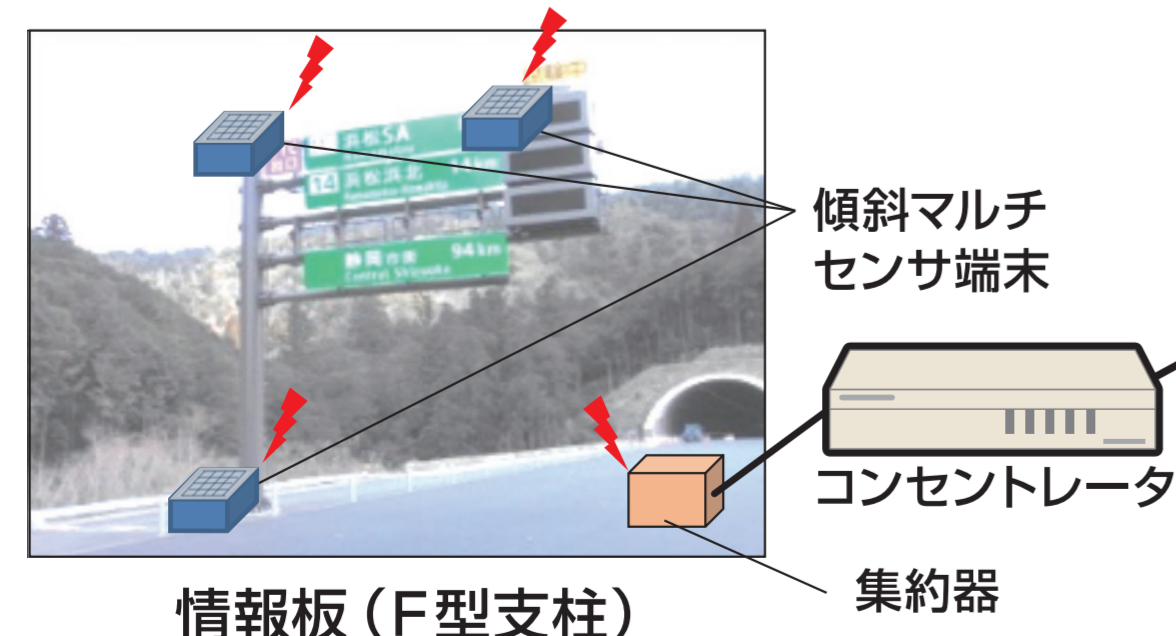 浜松SA
14 浜松浜北
静岡市街 94km
Central Shizuoka
傾斜マルチ
センサ端末
コンセントレータ
集約器
情報板(F型支柱)